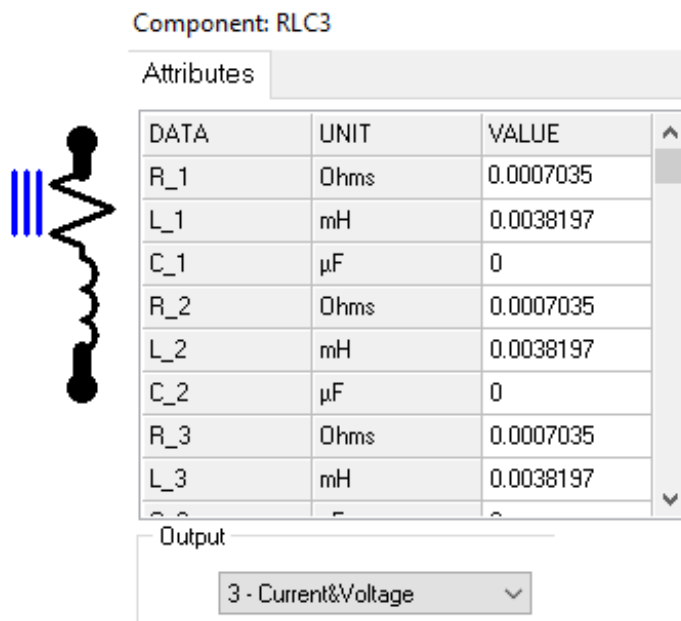 Component: RLC3
Attributes
DATA UNIT VALUE
R_1 Ohms 0.0007035
L_1 mH 0.0038197
C_1 µF 0
R_2 Ohms 0.0007035
L_2 mH 0.0038197
C_2 µF 0
R_3 Ohms 0.0007035
L_3 mH 0.0038197
Output
3 - Current&Voltage